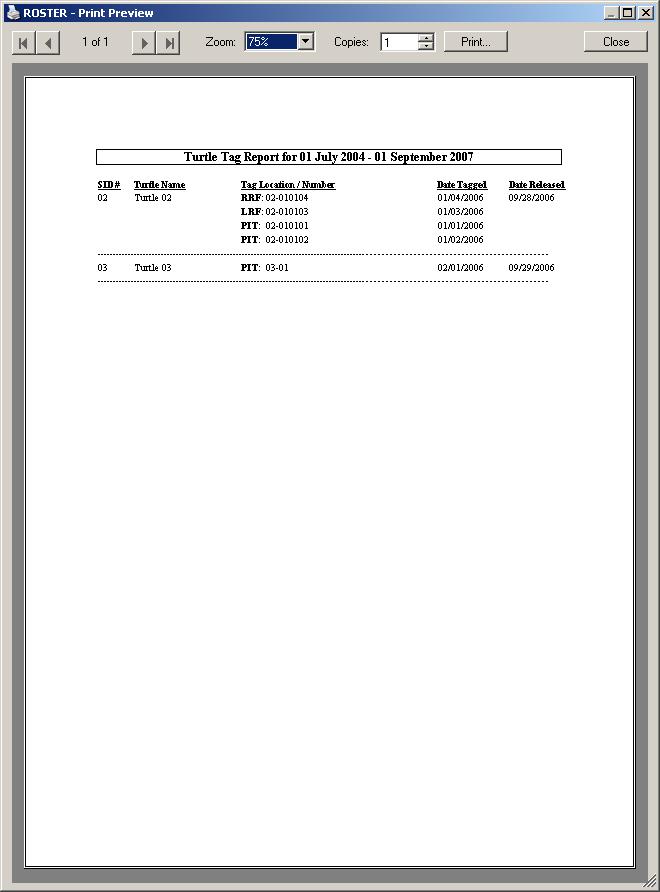 ROSTER - Print Preview
1 of 1 Zoom: 75% Copies: 1 Print... Close
Turtle Tag Report for 01 July 2004 - 01 September 2007
SID# Turtle Name Tag Location / Number Date Tagged Date Released
02 Turtle 02 RRF: 02-010104 01/04/2006 09/28/2006
LRF: 02-010103 01/03/2006
PIT: 02-010101 01/01/2006
PIT: 02-010102 01/02/2006
03 Turtle 03 PIT: 03-01 02/01/2006 09/29/2006